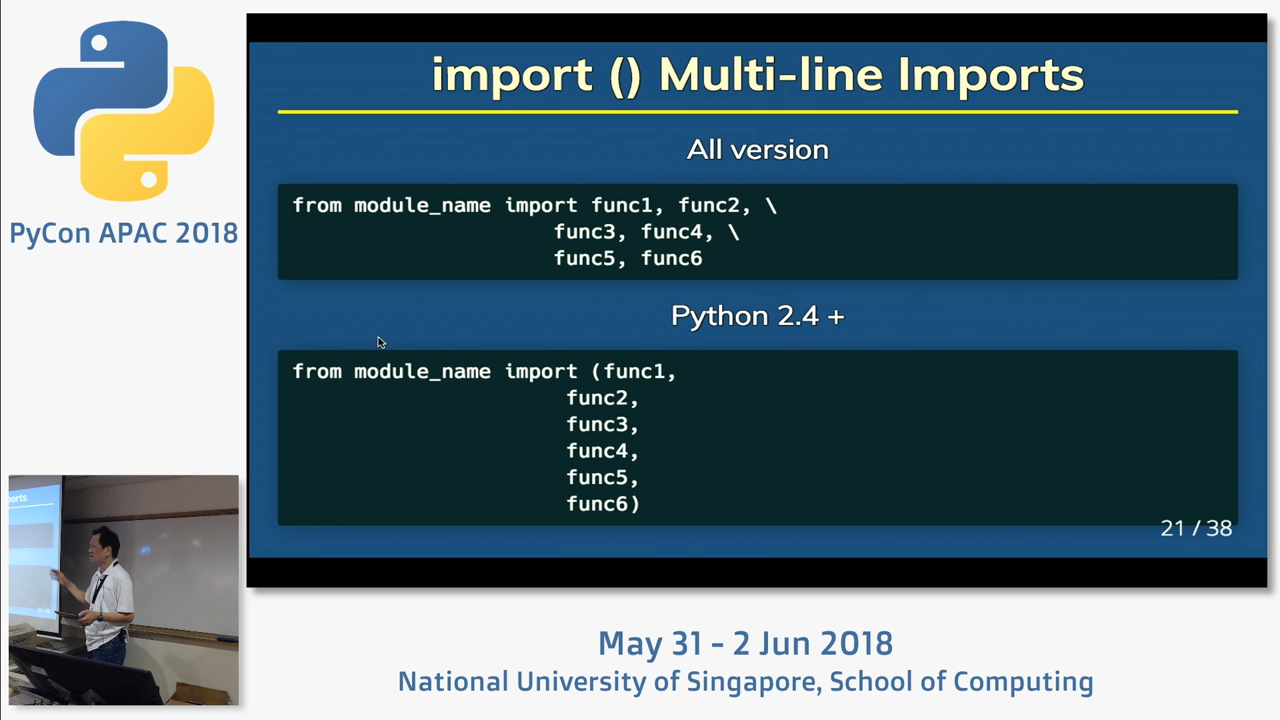 import () Multi-line Imports
All version
from module_name import func1, func2, \
func3, func4, \
func5, func6
Python 2.4 +
from module_name import (func1,
func2,
func3,
func4,
func5,
func6)
21 / 38
PyCon APAC 2018
ports
May 31 - 2 Jun 2018
National University of Singapore, School of Computing